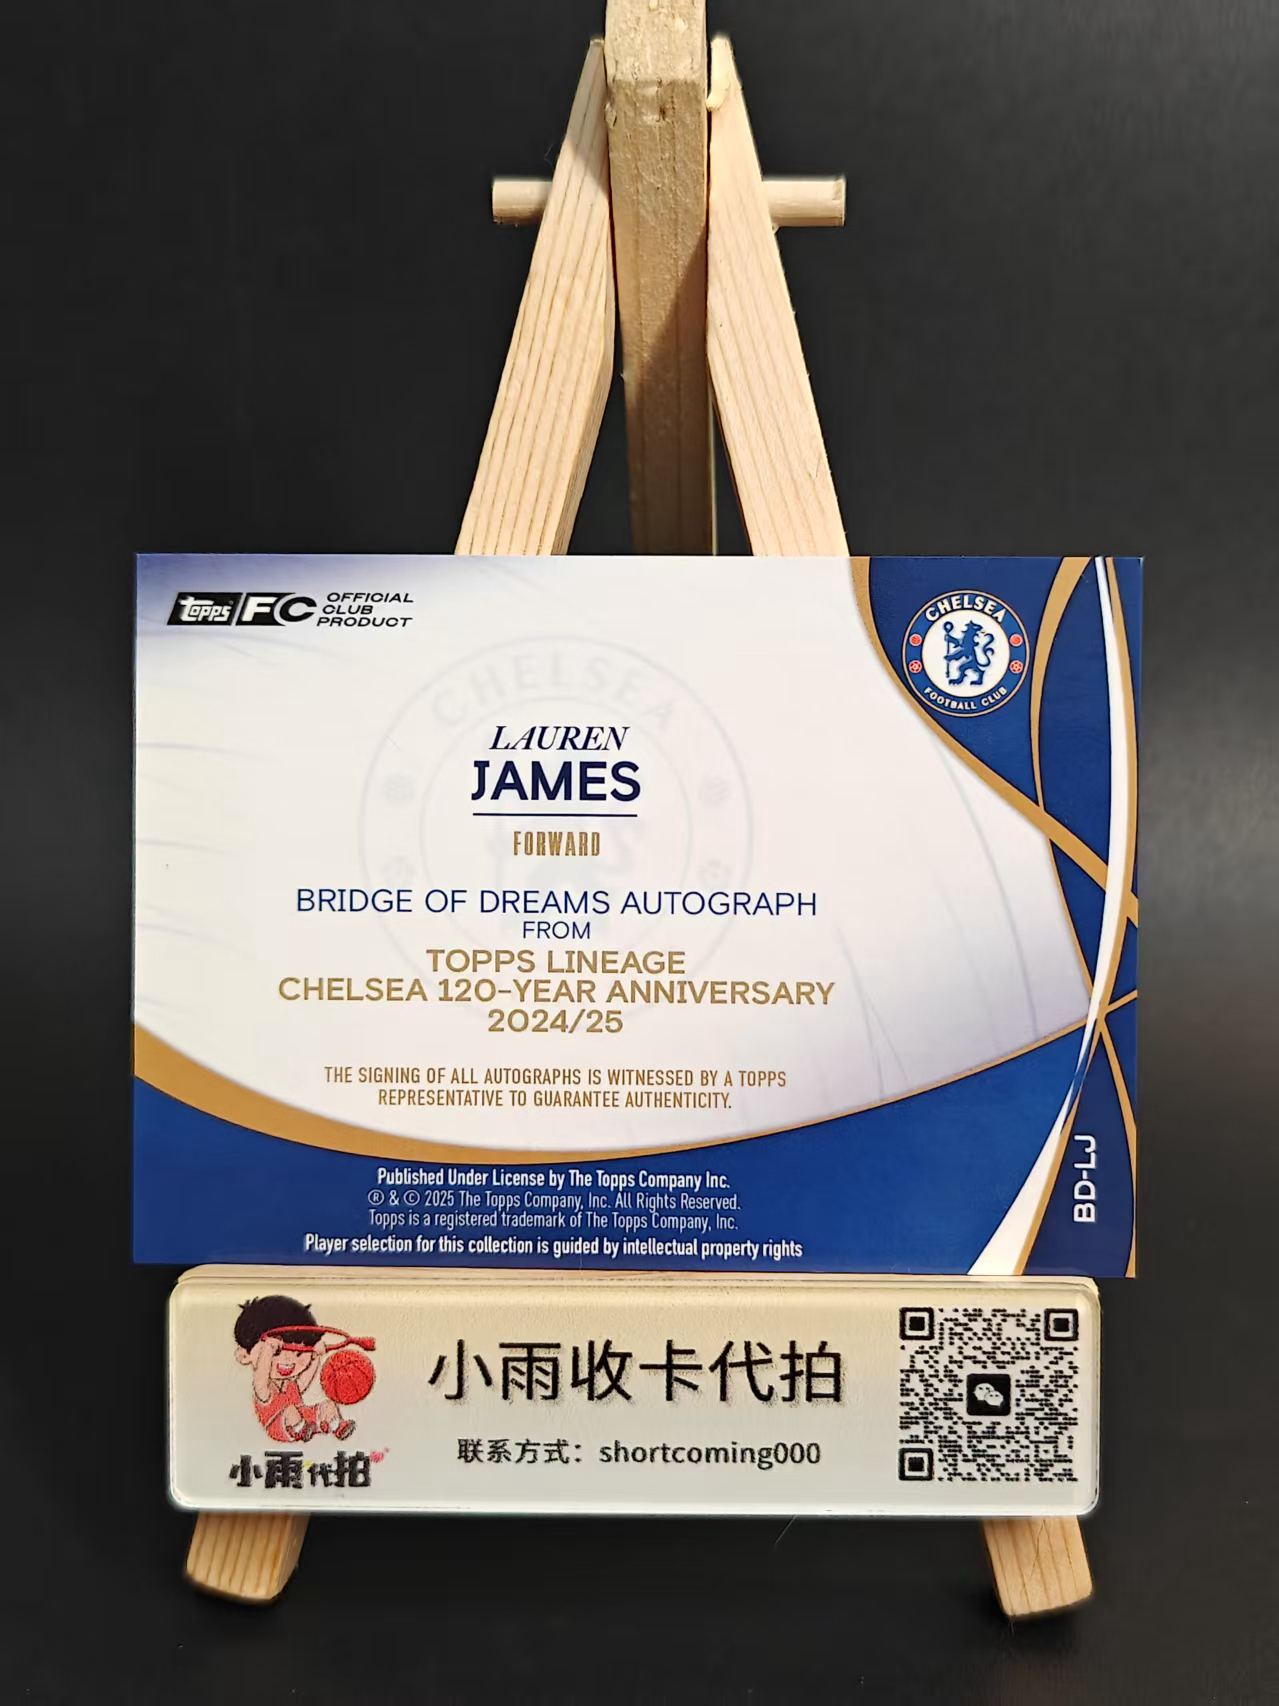 Topps FC OFFICIAL
CLUB
PRODUCT
CHELSEA
FOOTBALL CLUB
CHELSEA
LAUREN
JAMES
FORWARD
BRIDGE OF DREAMS AUTOGRAPH
FROM
TOPPS LINEAGE
CHELSEA 120-YEAR ANNIVERSARY
2024/25
THE SIGNING OF ALL AUTOGRAPHS IS WITNESSED BY A TOPPS
REPRESENTATIVE TO GUARANTEE AUTHENTICITY.
Published Under License by The Topps Company Inc.
® & © 2025 The Topps Company, Inc. All Rights Reserved.
Topps is a registered trademark of The Topps Company, Inc.
Player selection for this collection is guided by intellectual property rights
BD-LJ
小雨收卡代拍
联系方式：shortcoming000
小雨代拍